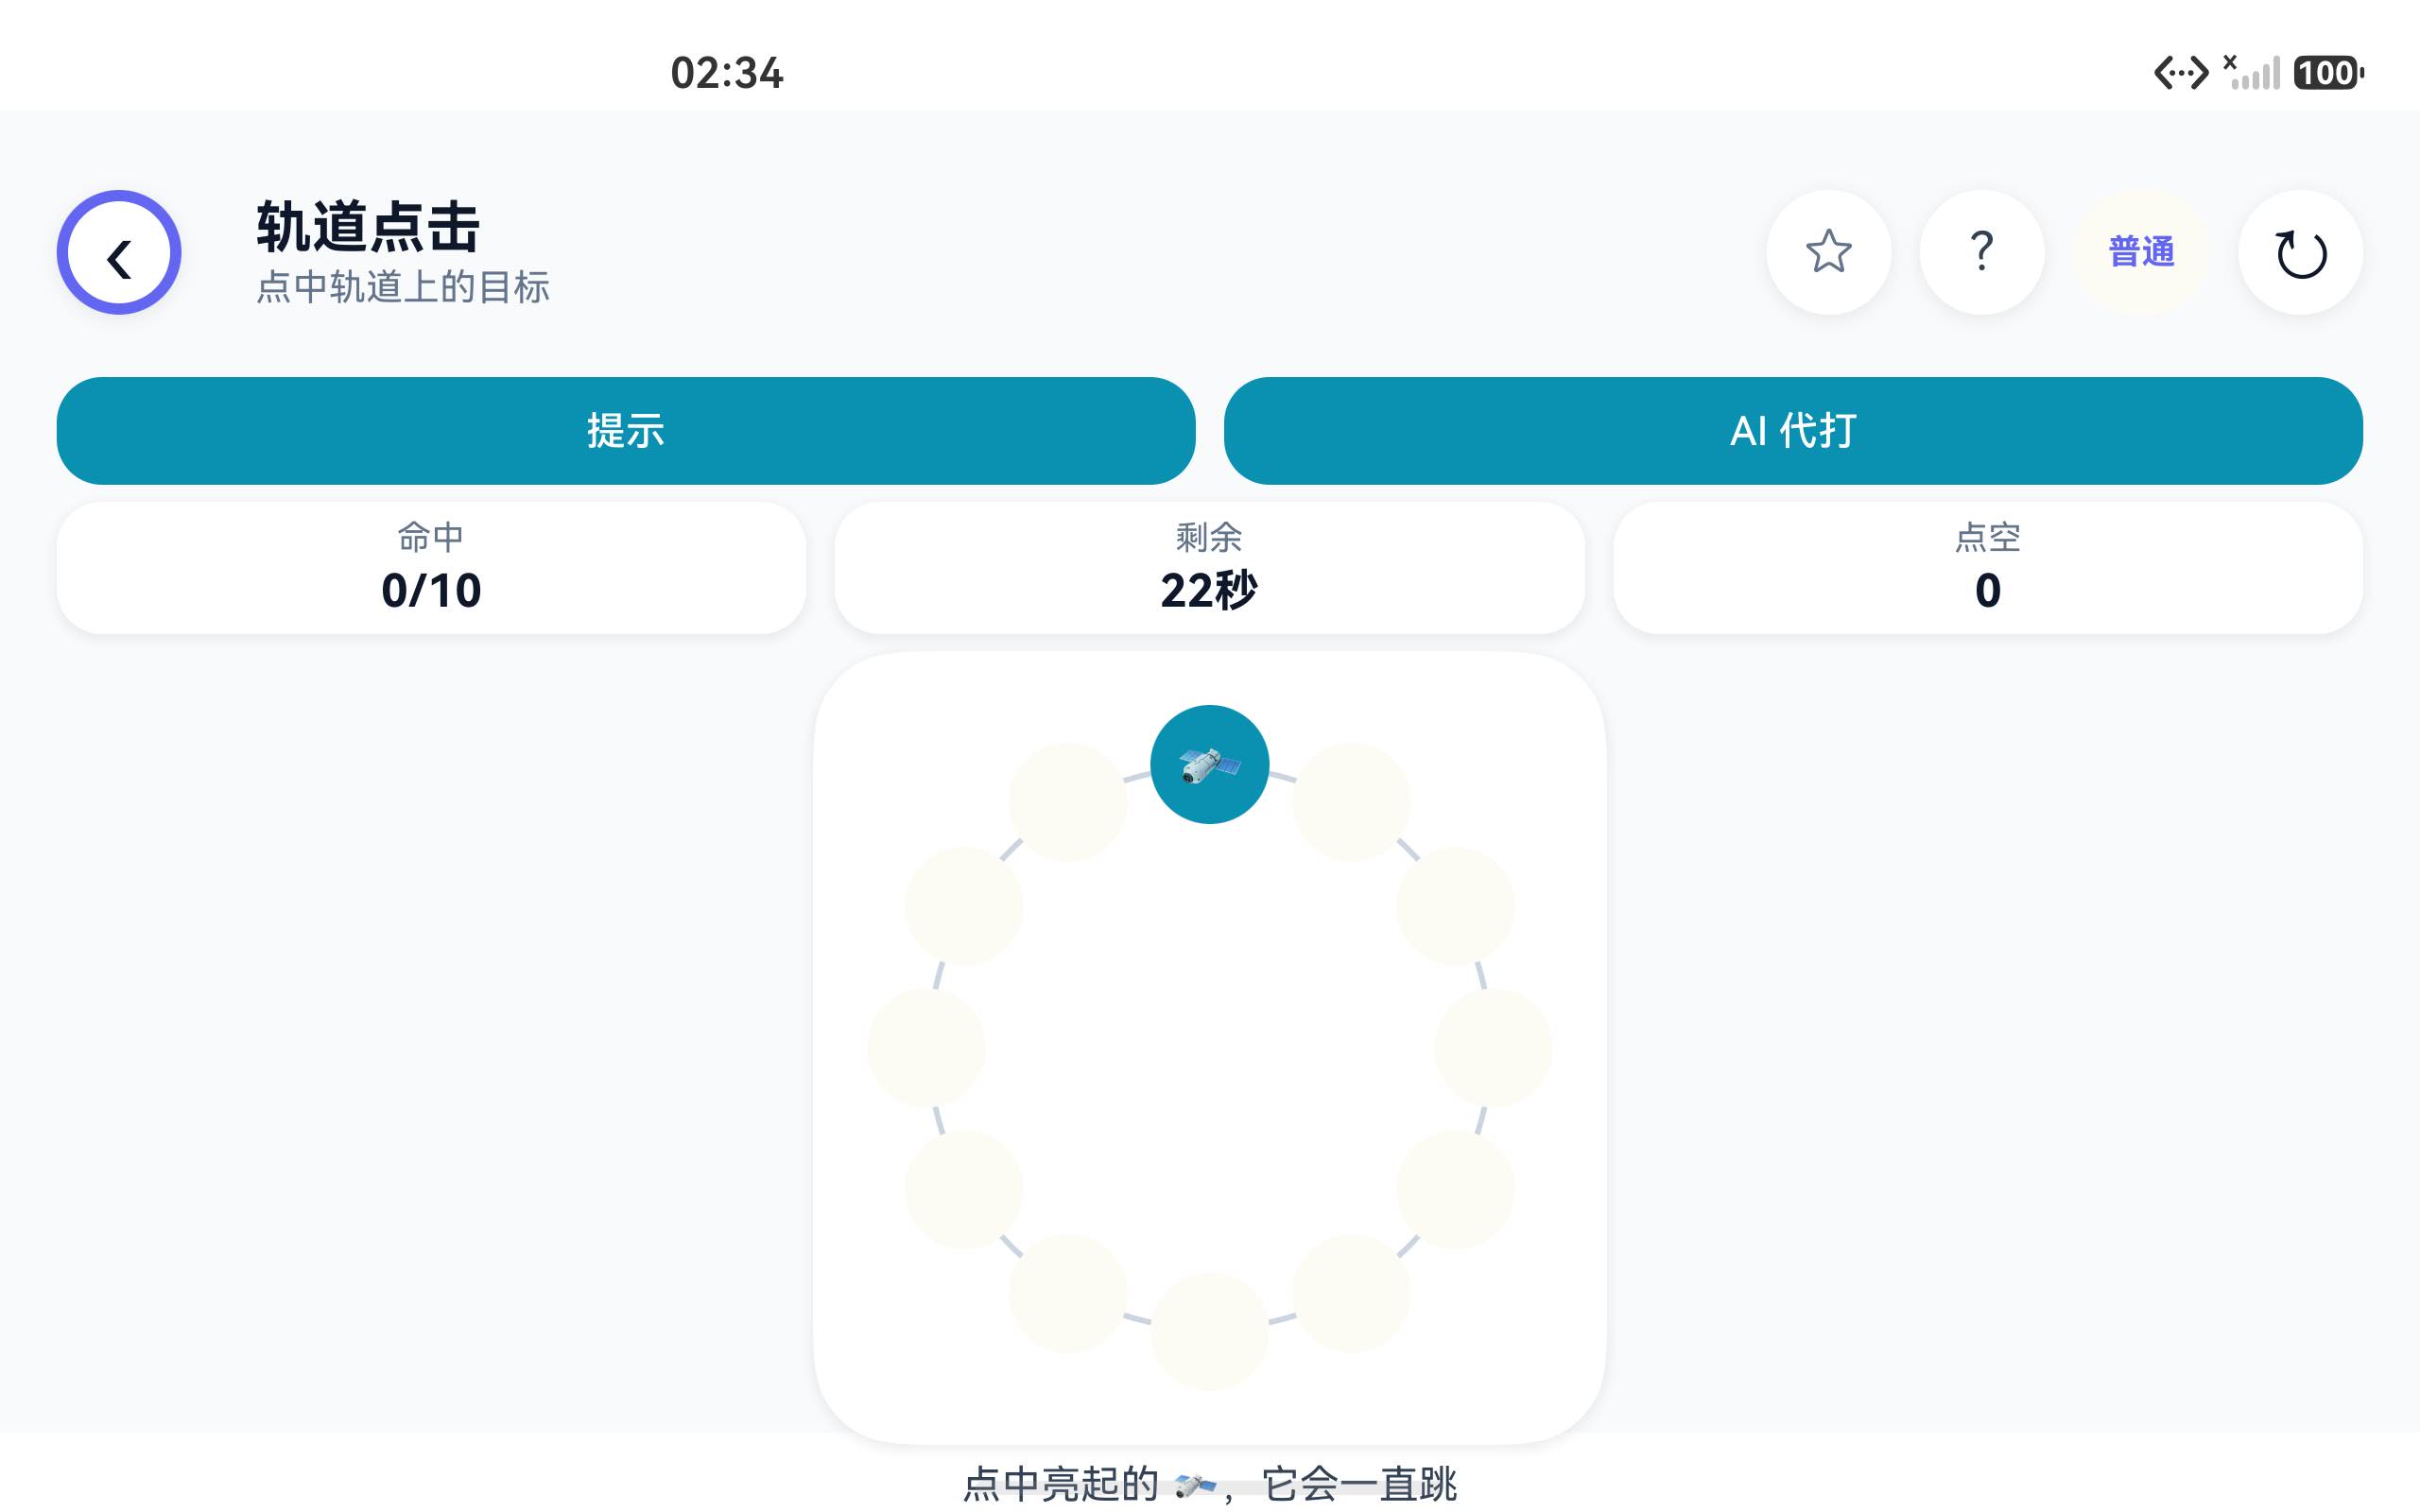 02:34
100
轨道点击
点中轨道上的目标
?
普通
提示
AI 代打
命中
0/10
剩余
22秒
点空
0
点中亮起的 🛰️，它会一直跳